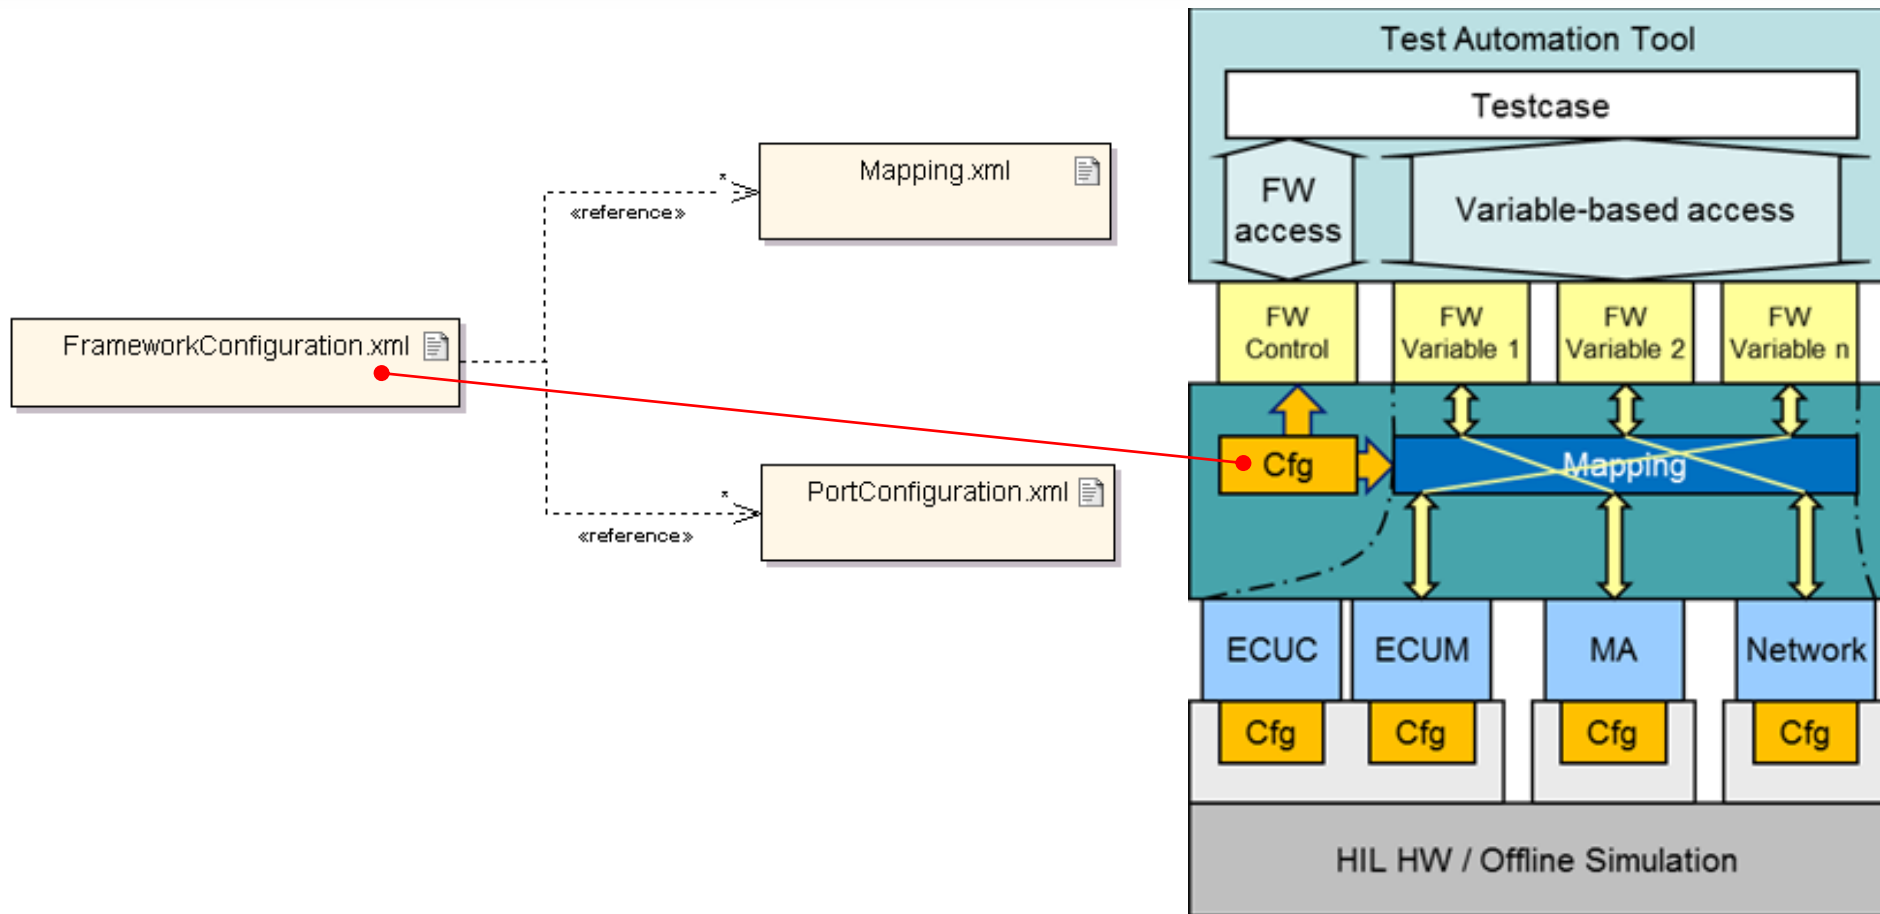 Mapping.xml
*
«reference»
FrameworkConfiguration.xml
*
PortConfiguration.xml
«reference»
Test Automation Tool
Testcase
FW
access
Variable-based access
FW
Control
FW
Variable 1
FW
Variable 2
FW
Variable n
Cfg
Mapping
ECUC
ECUM
MA
Network
Cfg
Cfg
Cfg
Cfg
HIL HW / Offline Simulation